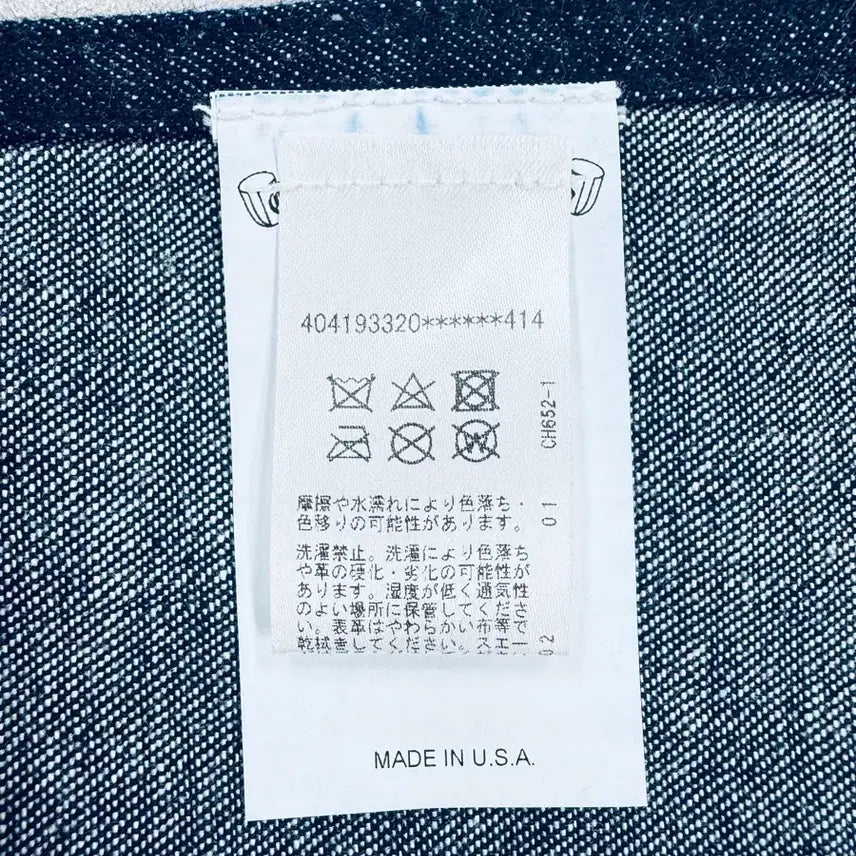 404193320******414
CH652-1
摩擦や水濡れにより色落ち・
色移りの可能性があります。
01
洗濯禁止。洗濯により色落ち
や革の硬化・劣化の可能性が
あります。湿度が低く通気性
のよい場所に保管してくださ
い。表革はやわらかい布等で
乾拭きしてください。スエー
02
MADE IN U.S.A.